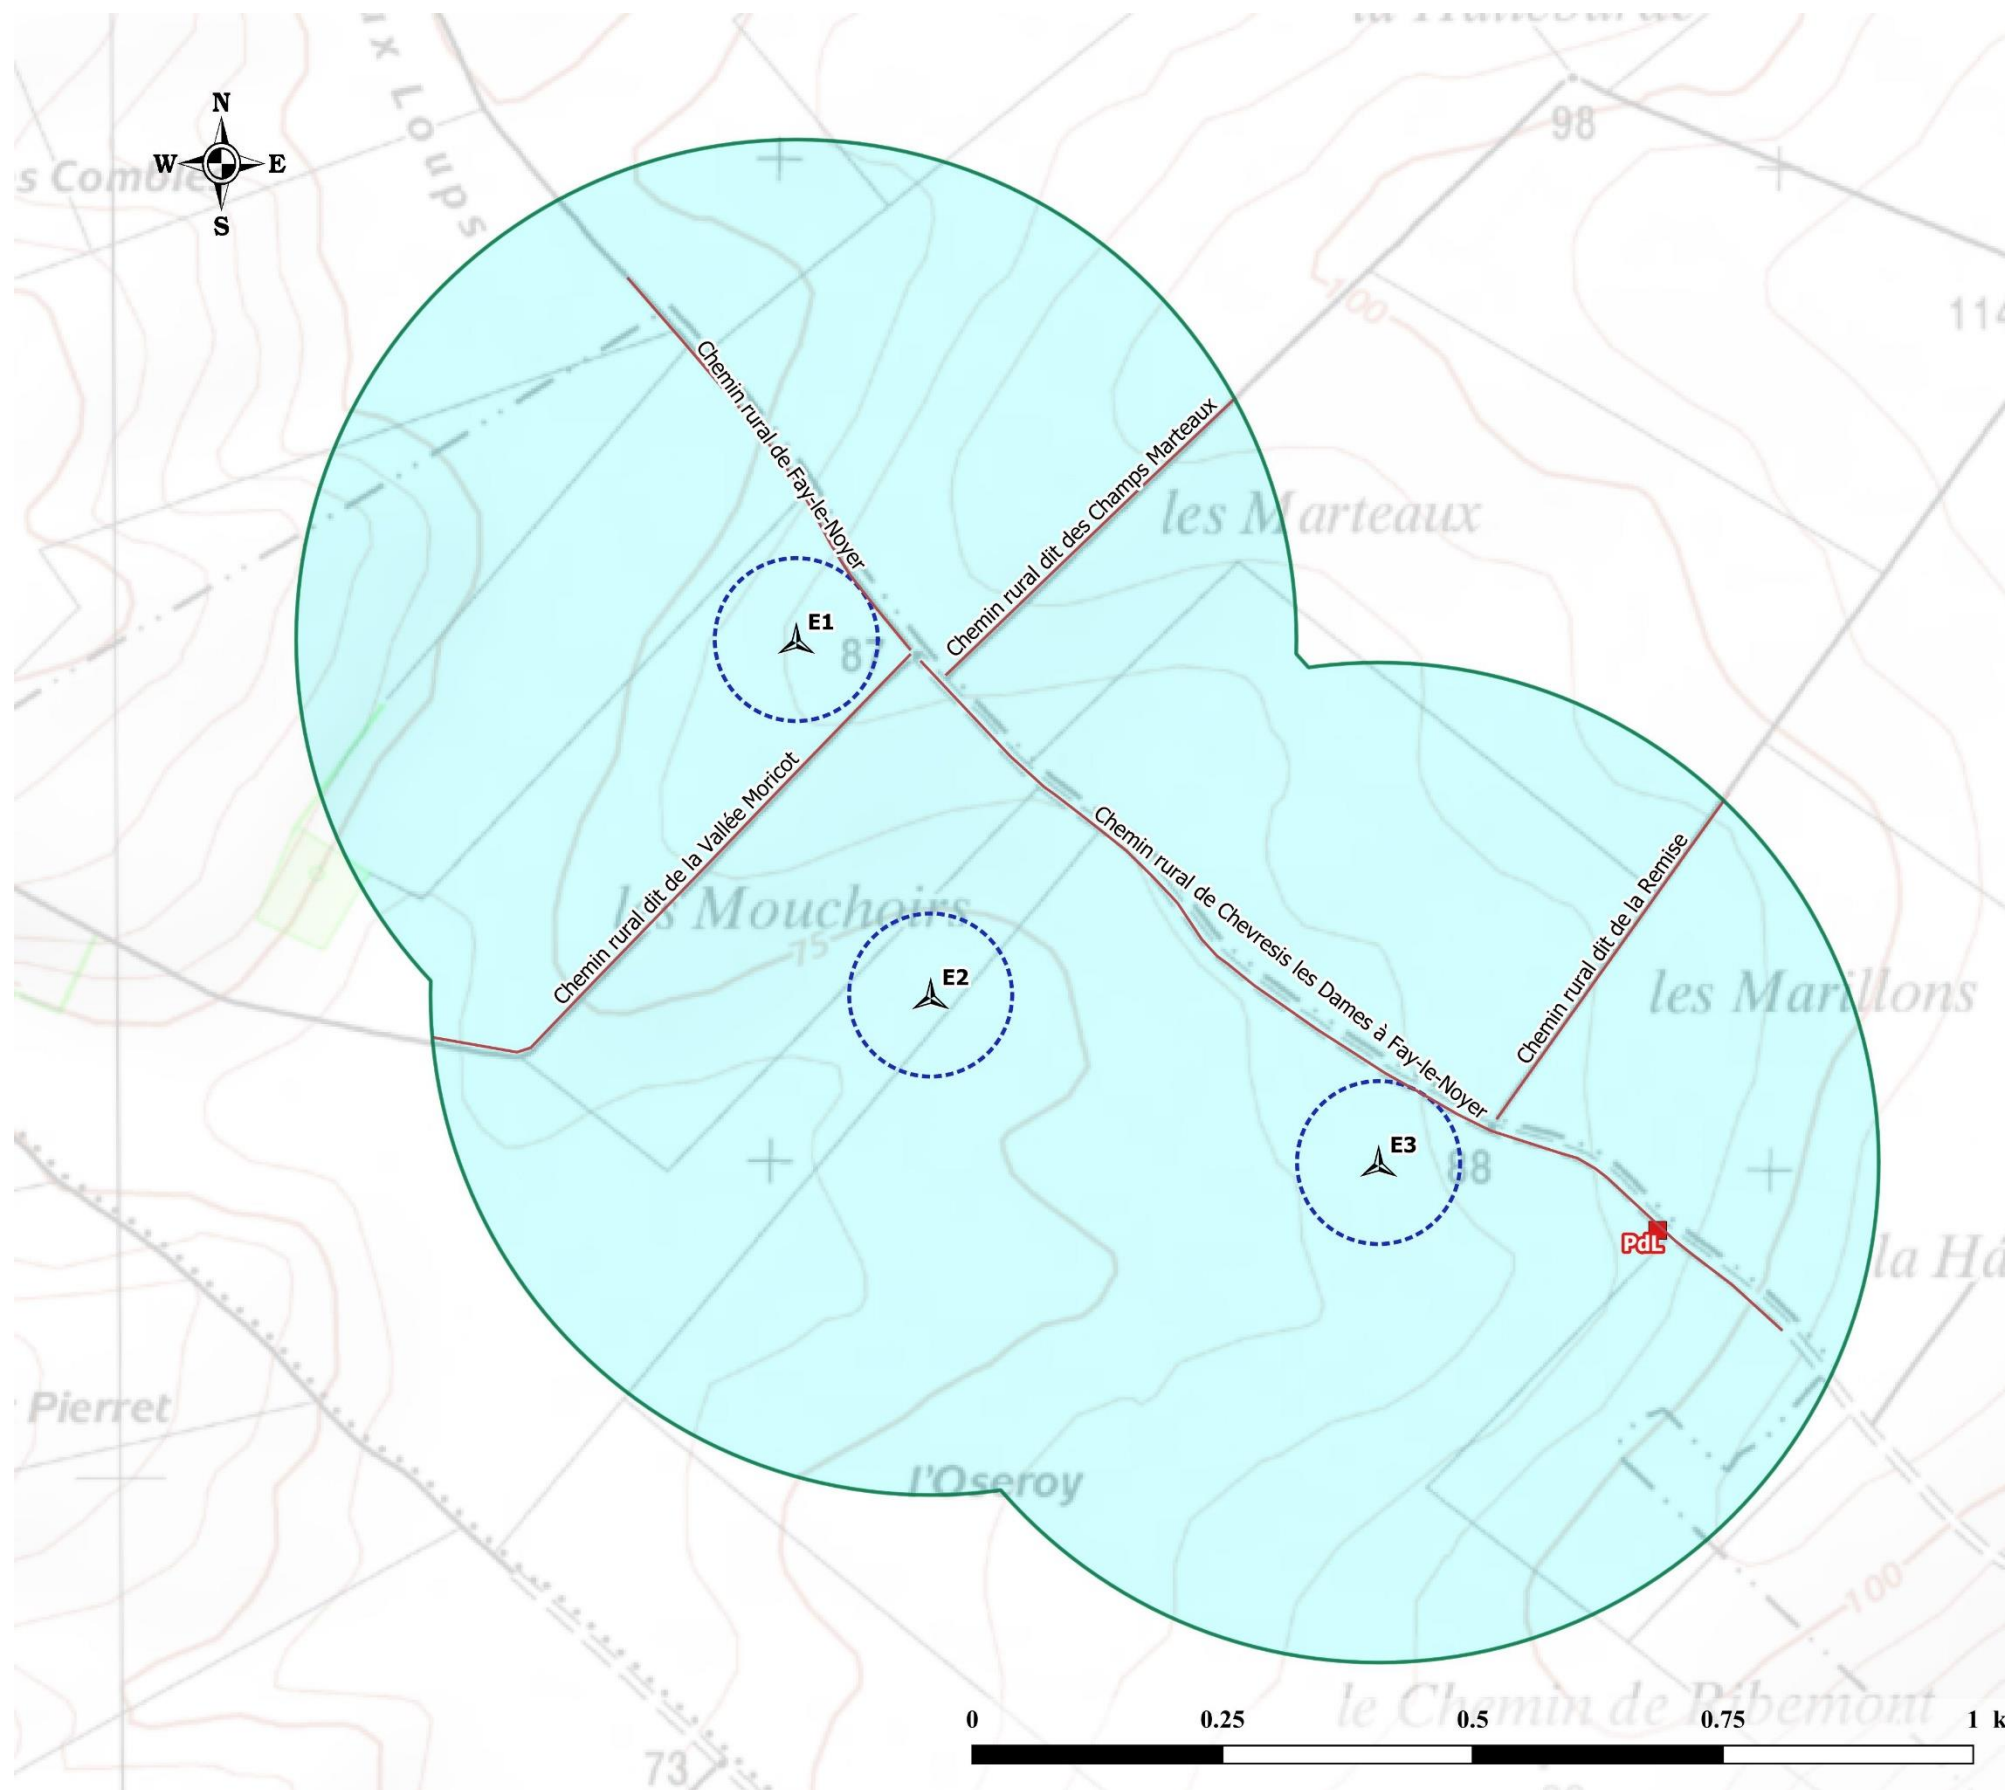 98
N
W E
S
Loups
100
114
Chemin rural de Fay-le-Noyer
Chemin rural dit des Champs Marteaux
les Marteaux
E1
87
Chemin rural dit de la Vallée Moricot
Chemin rural de Chevresis les Dames à Fay-le-Noyer
Chemin rural dit de la Remise
les Mouchoirs
75
E2
les Marillons
E3
88
PdL
Pierret
l'Oseroy
100
le Chemin de Ribemont
0 0.25 0.5 0.75 1 k
73